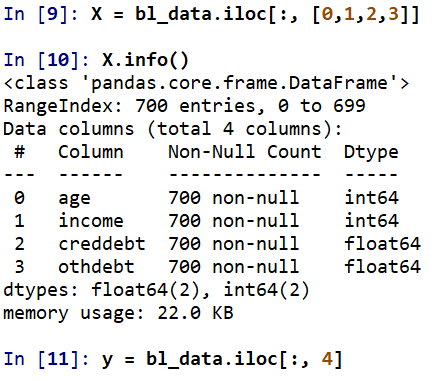 In [9]: X = bl_data.iloc[:, [0,1,2,3]]
In [10]: X.info()
<class 'pandas.core.frame.DataFrame'>
RangeIndex: 700 entries, 0 to 699
Data columns (total 4 columns):
 #   Column    Non-Null Count  Dtype
---  ------    --------------  -----
 0   age       700 non-null    int64
 1   income    700 non-null    int64
 2   creddebt  700 non-null    float64
 3   othdebt   700 non-null    float64
dtypes: float64(2), int64(2)
memory usage: 22.0 KB
In [11]: y = bl_data.iloc[:, 4]